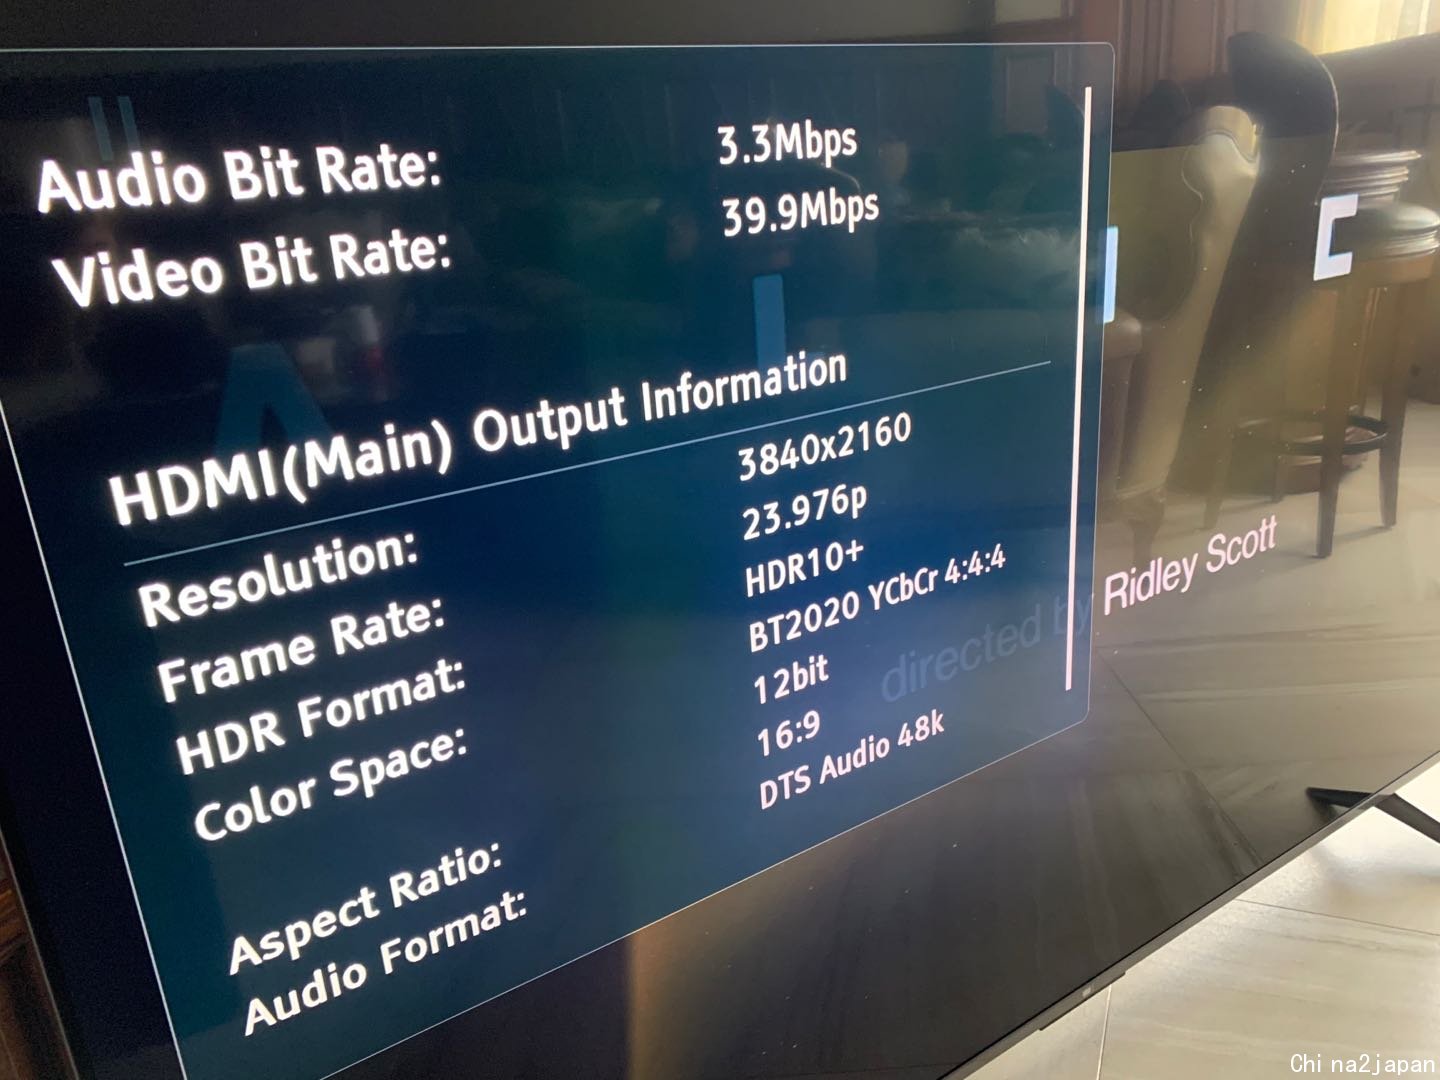 Audio Bit Rate: 3.3Mbps
Video Bit Rate: 39.9Mbps
HDMI(Main) Output Information
Resolution: 3840x2160
Frame Rate: 23.976p
HDR Format: HDR10+
Color Space: BT2020 YCbCr 4:4:4
12bit
Aspect Ratio: 16:9
Audio Format: DTS Audio 48k
directed by Ridley Scott
China2japan